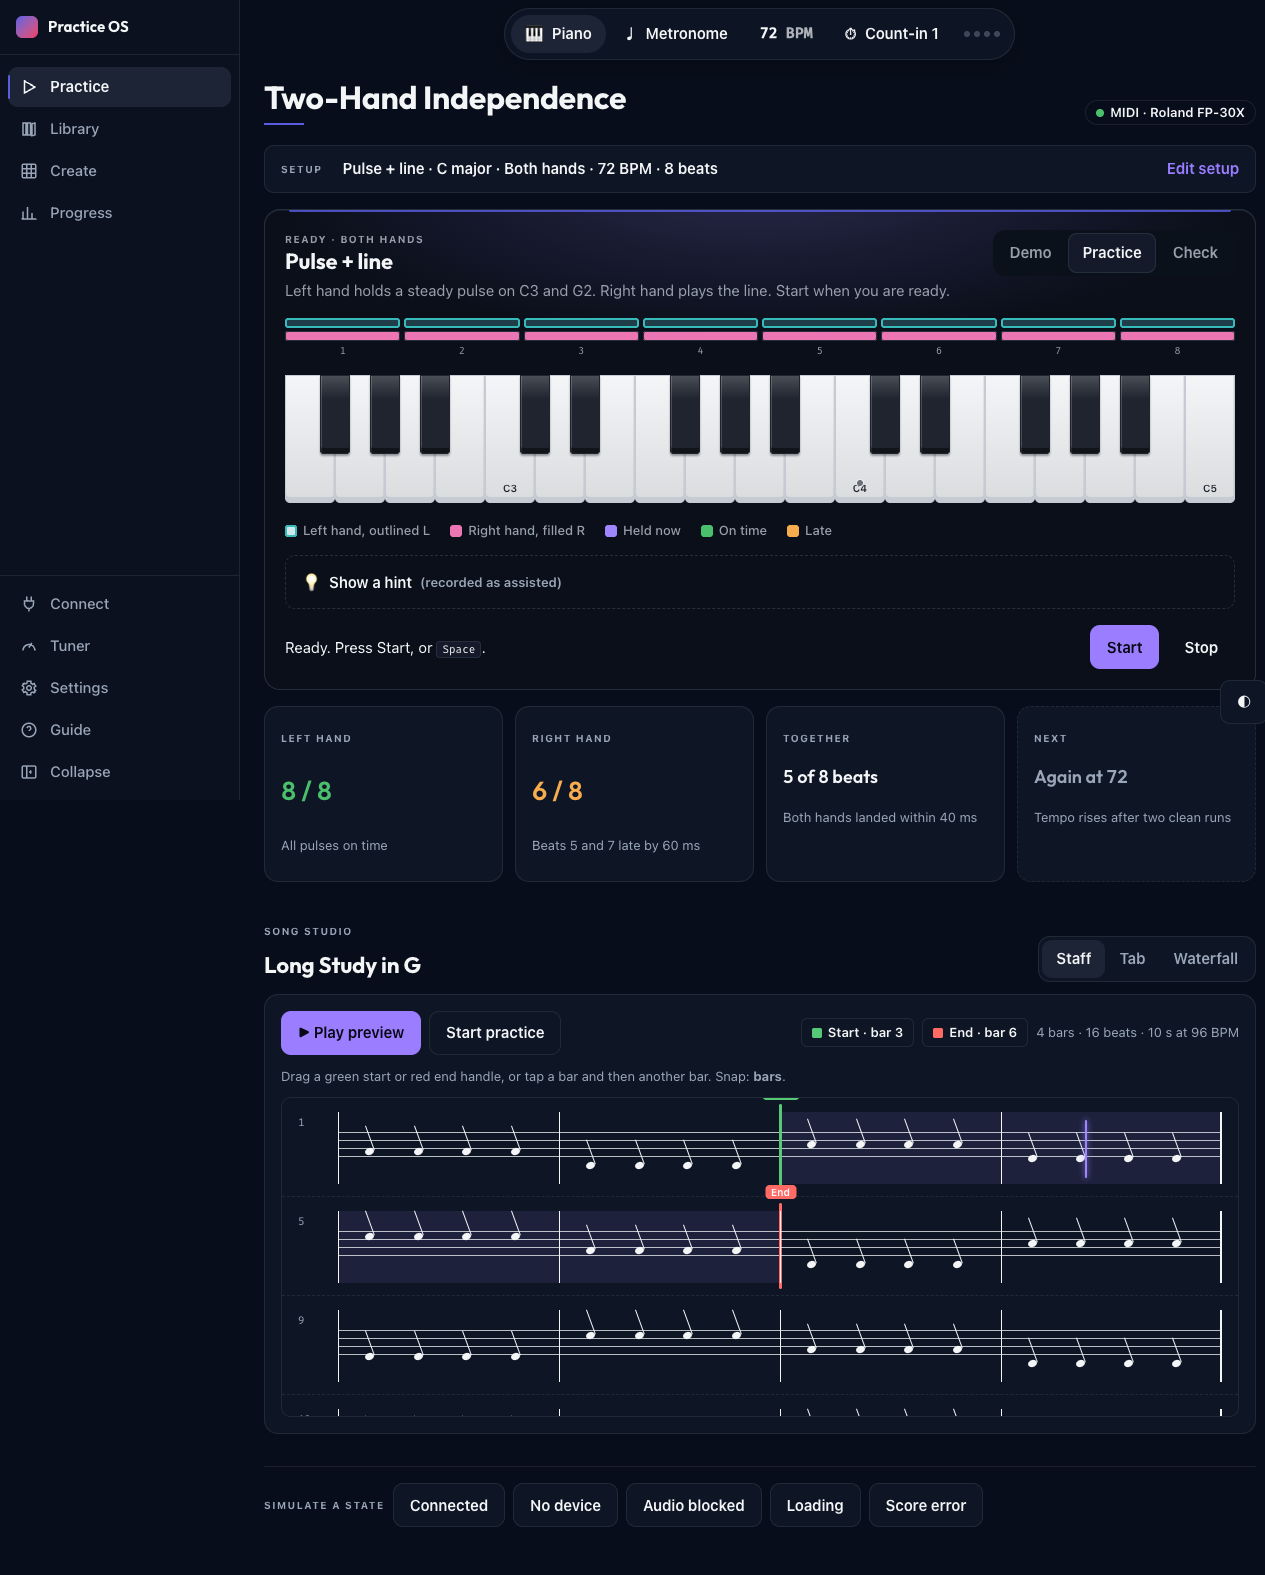 Practice OS
Practice
Library
Create
Progress
Connect
Tuner
Settings
Guide
Collapse
Piano
Metronome
72 BPM
Count-in 1
Two-Hand Independence
MIDI · Roland FP-30X
SETUP Pulse + line · C major · Both hands · 72 BPM · 8 beats
Edit setup
READY · BOTH HANDS
Pulse + line
Left hand holds a steady pulse on C3 and G2. Right hand plays the line. Start when you are ready.
Demo Practice Check
1 2 3 4 5 6 7 8
C3 C4 C5
Left hand, outlined L
Right hand, filled R
Held now
On time
Late
Show a hint (recorded as assisted)
Ready. Press Start, or Space.
Start
Stop
LEFT HAND
8 / 8
All pulses on time
RIGHT HAND
6 / 8
Beats 5 and 7 late by 60 ms
TOGETHER
5 of 8 beats
Both hands landed within 40 ms
NEXT
Again at 72
Tempo rises after two clean runs
SONG STUDIO
Long Study in G
Staff Tab Waterfall
Play preview
Start practice
Start · bar 3
End · bar 6
4 bars · 16 beats · 10 s at 96 BPM
Drag a green start or red end handle, or tap a bar and then another bar. Snap: bars.
1
End
5
9
SIMULATE A STATE
Connected
No device
Audio blocked
Loading
Score error